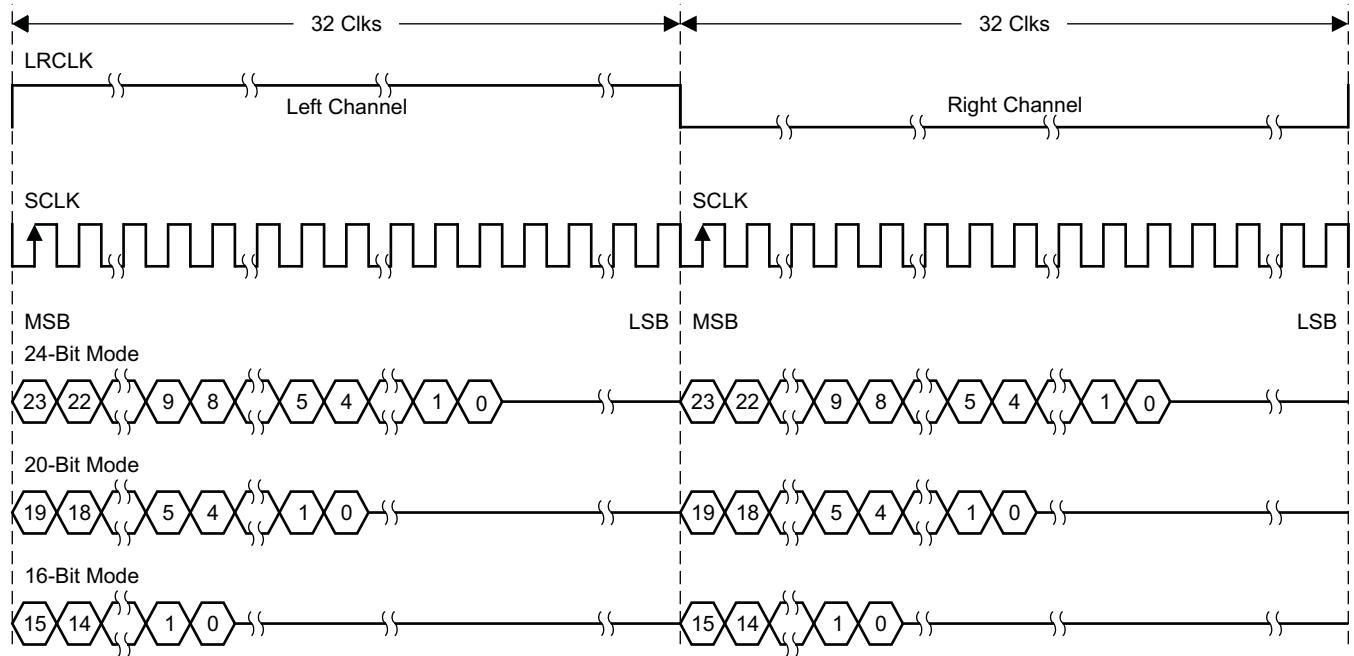 32 Clks 32 Clks
LRCLK
Left Channel Right Channel
SCLK SCLK
MSB LSB MSB LSB
24-Bit Mode
23 22 9 8 5 4 1 0 23 22 9 8 5 4 1 0
20-Bit Mode
19 18 5 4 1 0 19 18 5 4 1 0
16-Bit Mode
15 14 1 0 15 14 1 0